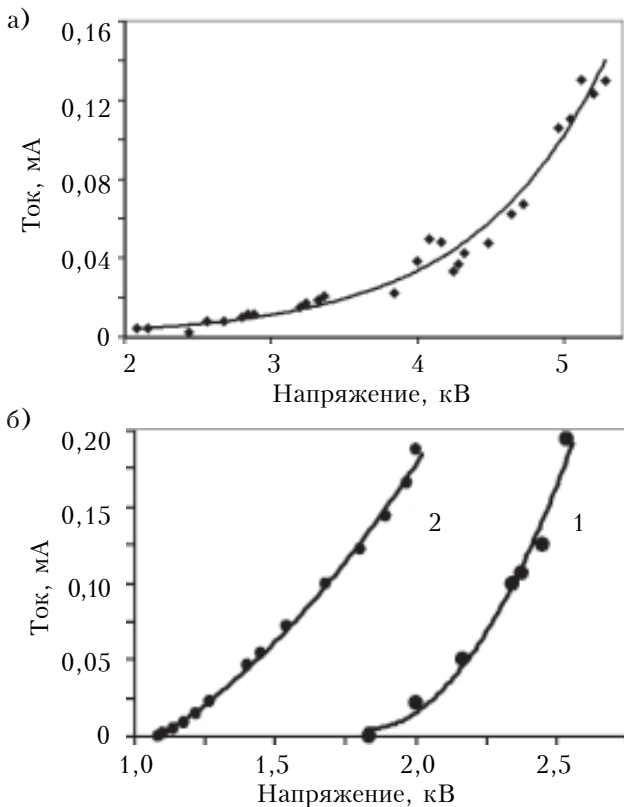 а)
0,16
0,12
0,08
0,04
0
Ток, мА
2 3 4 5
Напряжение, кВ
б)
0,20
0,15
0,10
0,05
0
Ток, мА
2 1
1,0 1,5 2,0 2,5
Напряжение, кВ